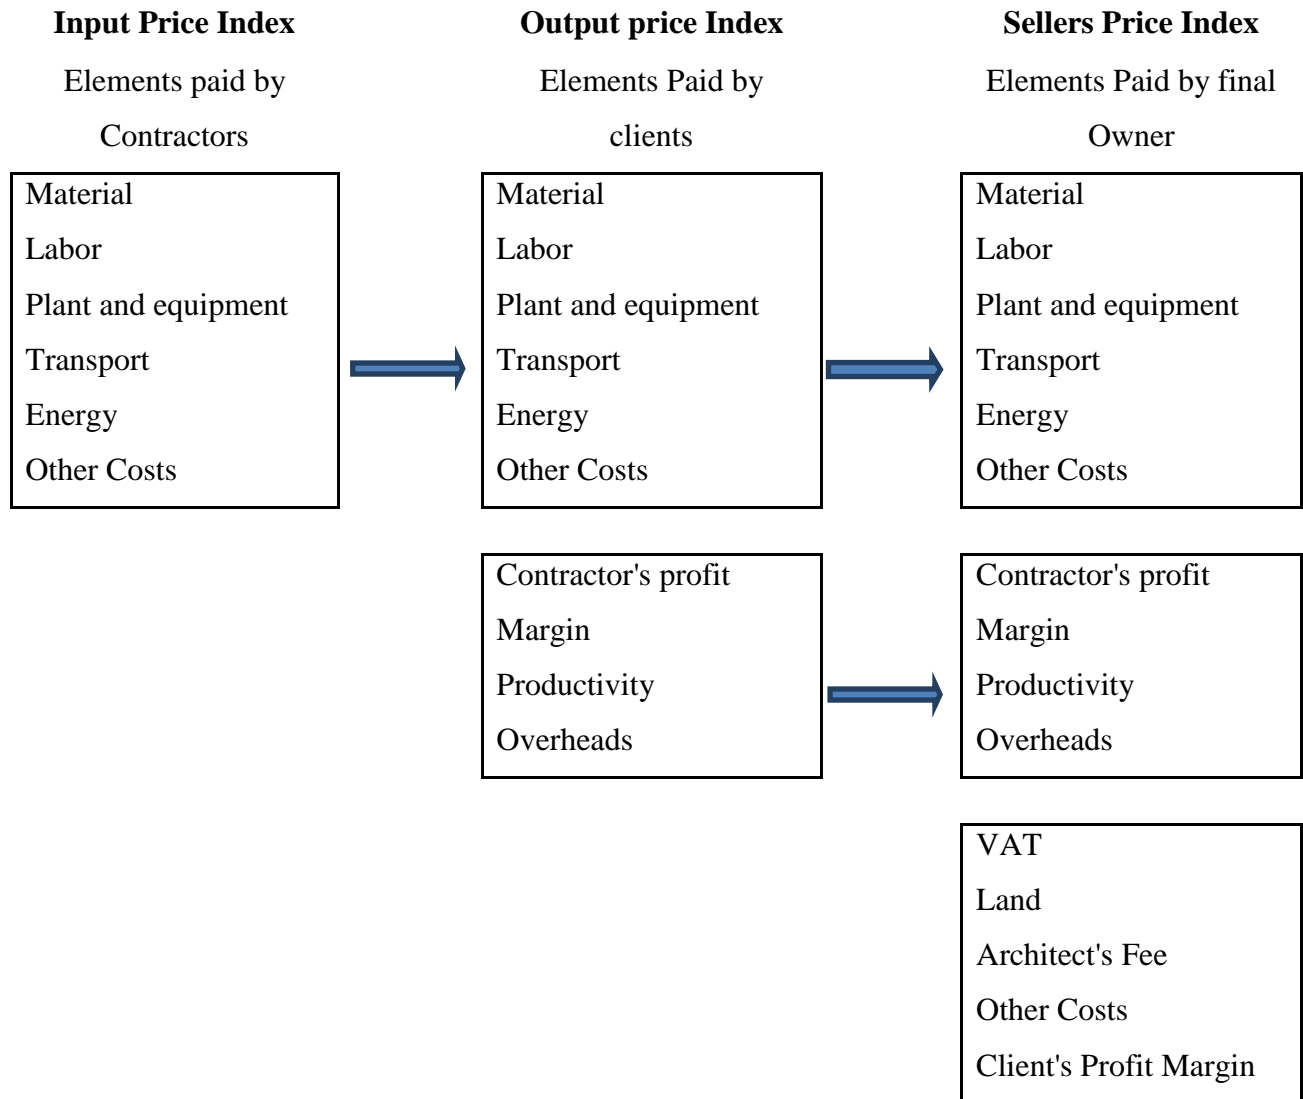 Input Price Index
Elements paid by
Contractors
Material
Labor
Plant and equipment
Transport
Energy
Other Costs
Output price Index
Elements Paid by
clients
Material
Labor
Plant and equipment
Transport
Energy
Other Costs
Contractor's profit
Margin
Productivity
Overheads
Sellers Price Index
Elements Paid by final
Owner
Material
Labor
Plant and equipment
Transport
Energy
Other Costs
Contractor's profit
Margin
Productivity
Overheads
VAT
Land
Architect's Fee
Other Costs
Client's Profit Margin